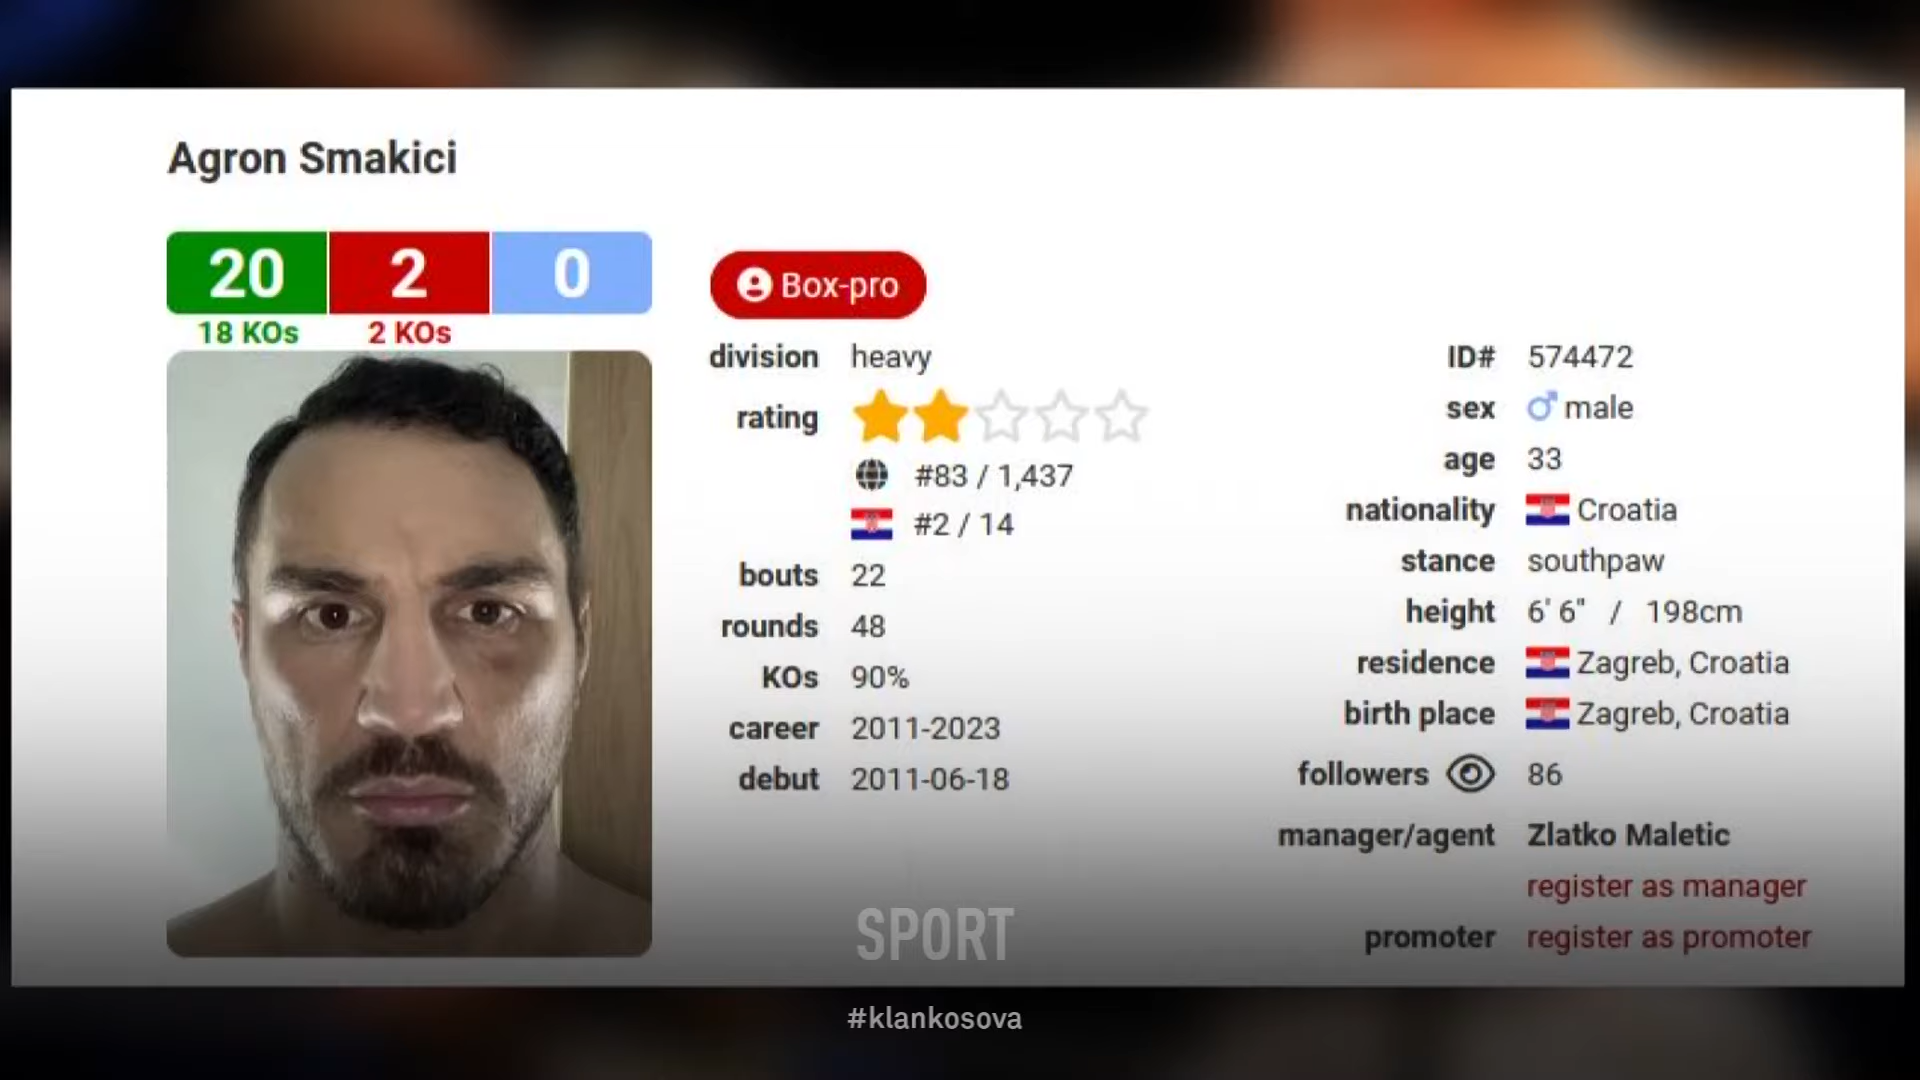 Agron Smakici
20 2 0
18 KOs 2 KOs
Box-pro
division heavy
rating
#83 / 1,437
#2 / 14
bouts 22
rounds 48
KOs 90%
career 2011-2023
debut 2011-06-18
ID# 574472
sex male
age 33
nationality Croatia
stance southpaw
height 6' 6" / 198cm
residence Zagreb, Croatia
birth place Zagreb, Croatia
followers 86
manager/agent Zlatko Maletic
register as manager
promoter register as promoter
SPORT
#klankosova